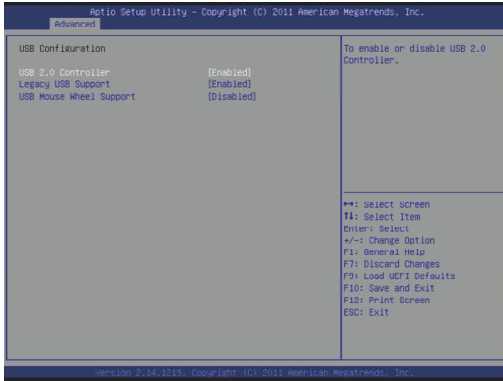 Aptio Setup Utility - Copyright (C) 2011 American Megatrends, Inc.
Advanced
USB Configuration
USB 2.0 Controller [Enabled]
Legacy USB Support [Enabled]
USB Mouse Wheel Support [Disabled]
To enable or disable USB 2.0
Controller.
↔: Select Screen
↑↓: Select Item
Enter: Select
+/-: Change Option
F1: General Help
F7: Discard Changes
F9: Load UEFI Defaults
F10: Save and Exit
F12: Print Screen
ESC: Exit
Version 2.14.1219. Copyright (C) 2011 American Megatrends, Inc.